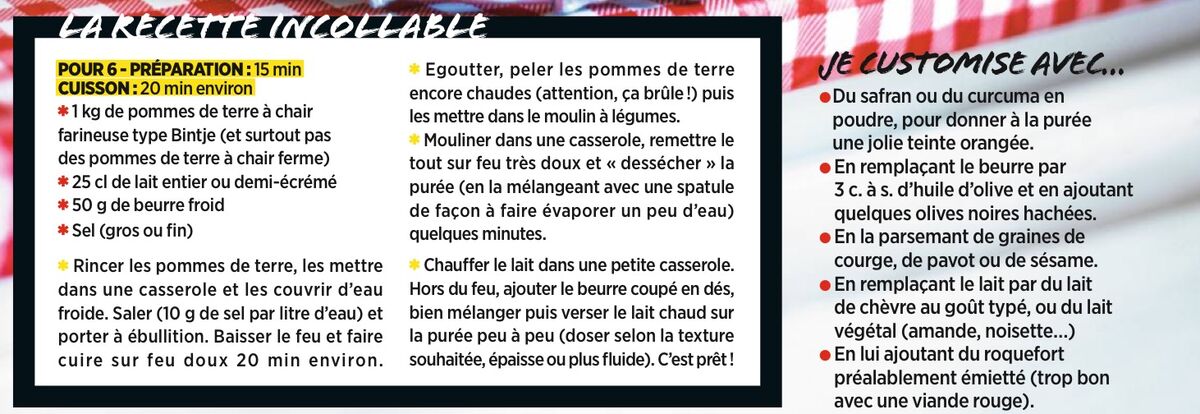 LA RECETTE INCOLLABLE
POUR 6 - PRÉPARATION : 15 min
CUISSON : 20 min environ
* 1 kg de pommes de terre à chair
farineuse type Bintje (et surtout pas
des pommes de terre à chair ferme)
* 25 cl de lait entier ou demi-écrémé
* 50 g de beurre froid
* Sel (gros ou fin)
* Rincer les pommes de terre, les mettre
dans une casserole et les couvrir d’eau
froide. Saler (10 g de sel par litre d’eau) et
porter à ébullition. Baisser le feu et faire
cuire sur feu doux 20 min environ.
* Egoutter, peler les pommes de terre
encore chaudes (attention, ça brûle !) puis
les mettre dans le moulin à légumes.
* Mouliner dans une casserole, remettre le
tout sur feu très doux et « dessécher » la
purée (en la mélangeant avec une spatule
de façon à faire évaporer un peu d’eau)
quelques minutes.
* Chauffer le lait dans une petite casserole.
Hors du feu, ajouter le beurre coupé en dés,
bien mélanger puis verser le lait chaud sur
la purée peu à peu (doser selon la texture
souhaitée, épaisse ou plus fluide). C’est prêt !
JE CUSTOMISE AVEC...
● Du safran ou du curcuma en
poudre, pour donner à la purée
une jolie teinte orangée.
● En remplaçant le beurre par
3 c. à s. d’huile d’olive et en ajoutant
quelques olives noires hachées.
● En la parsemant de graines de
courge, de pavot ou de sésame.
● En remplaçant le lait par du lait
de chèvre au goût typé, ou du lait
végétal (amande, noisette...)
● En lui ajoutant du roquefort
préalablement émietté (trop bon
avec une viande rouge).